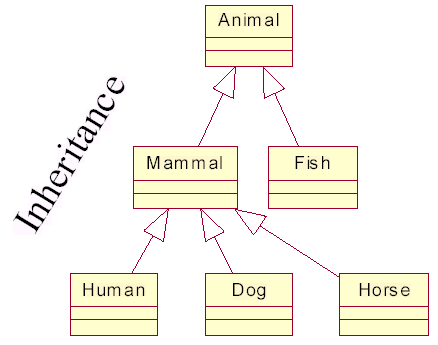 Animal
Inheritance
Mammal
Fish
Human
Dog
Horse